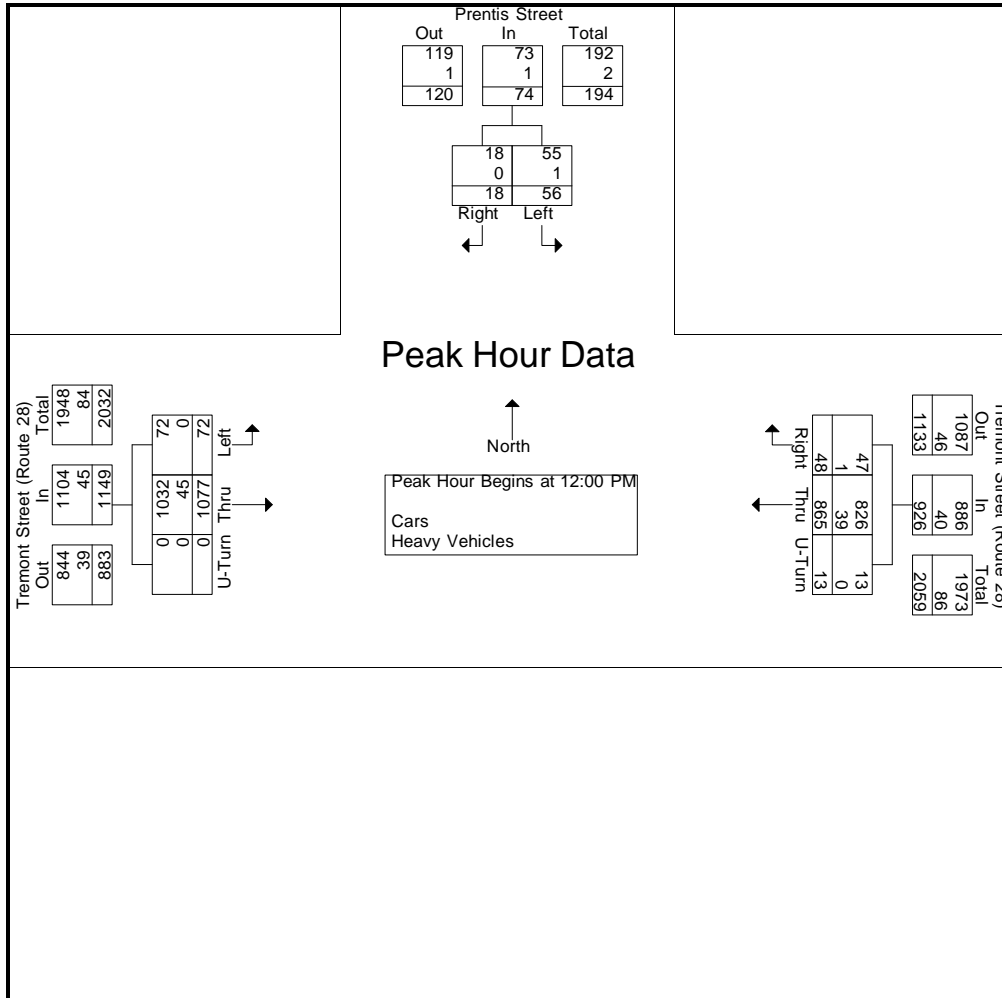 Prentis Street
Out In Total
119 73 192
1 1 2
120 74 194
18 55
0 1
18 56
Right Left
Peak Hour Data
North
Peak Hour Begins at 12:00 PM
Cars
Heavy Vehicles
Tremont Street (Route 28)
Out In Total
844 1104 1948
39 45 84
883 1149 2032
0 1032 72
0 45 0
0 1077 72
U-Turn Thru Left
Tremont Street (Route 28)
Out In Total
1087 886 1973
46 40 86
1133 926 2059
47 826 13
1 39 0
48 865 13
Right Thru U-Turn